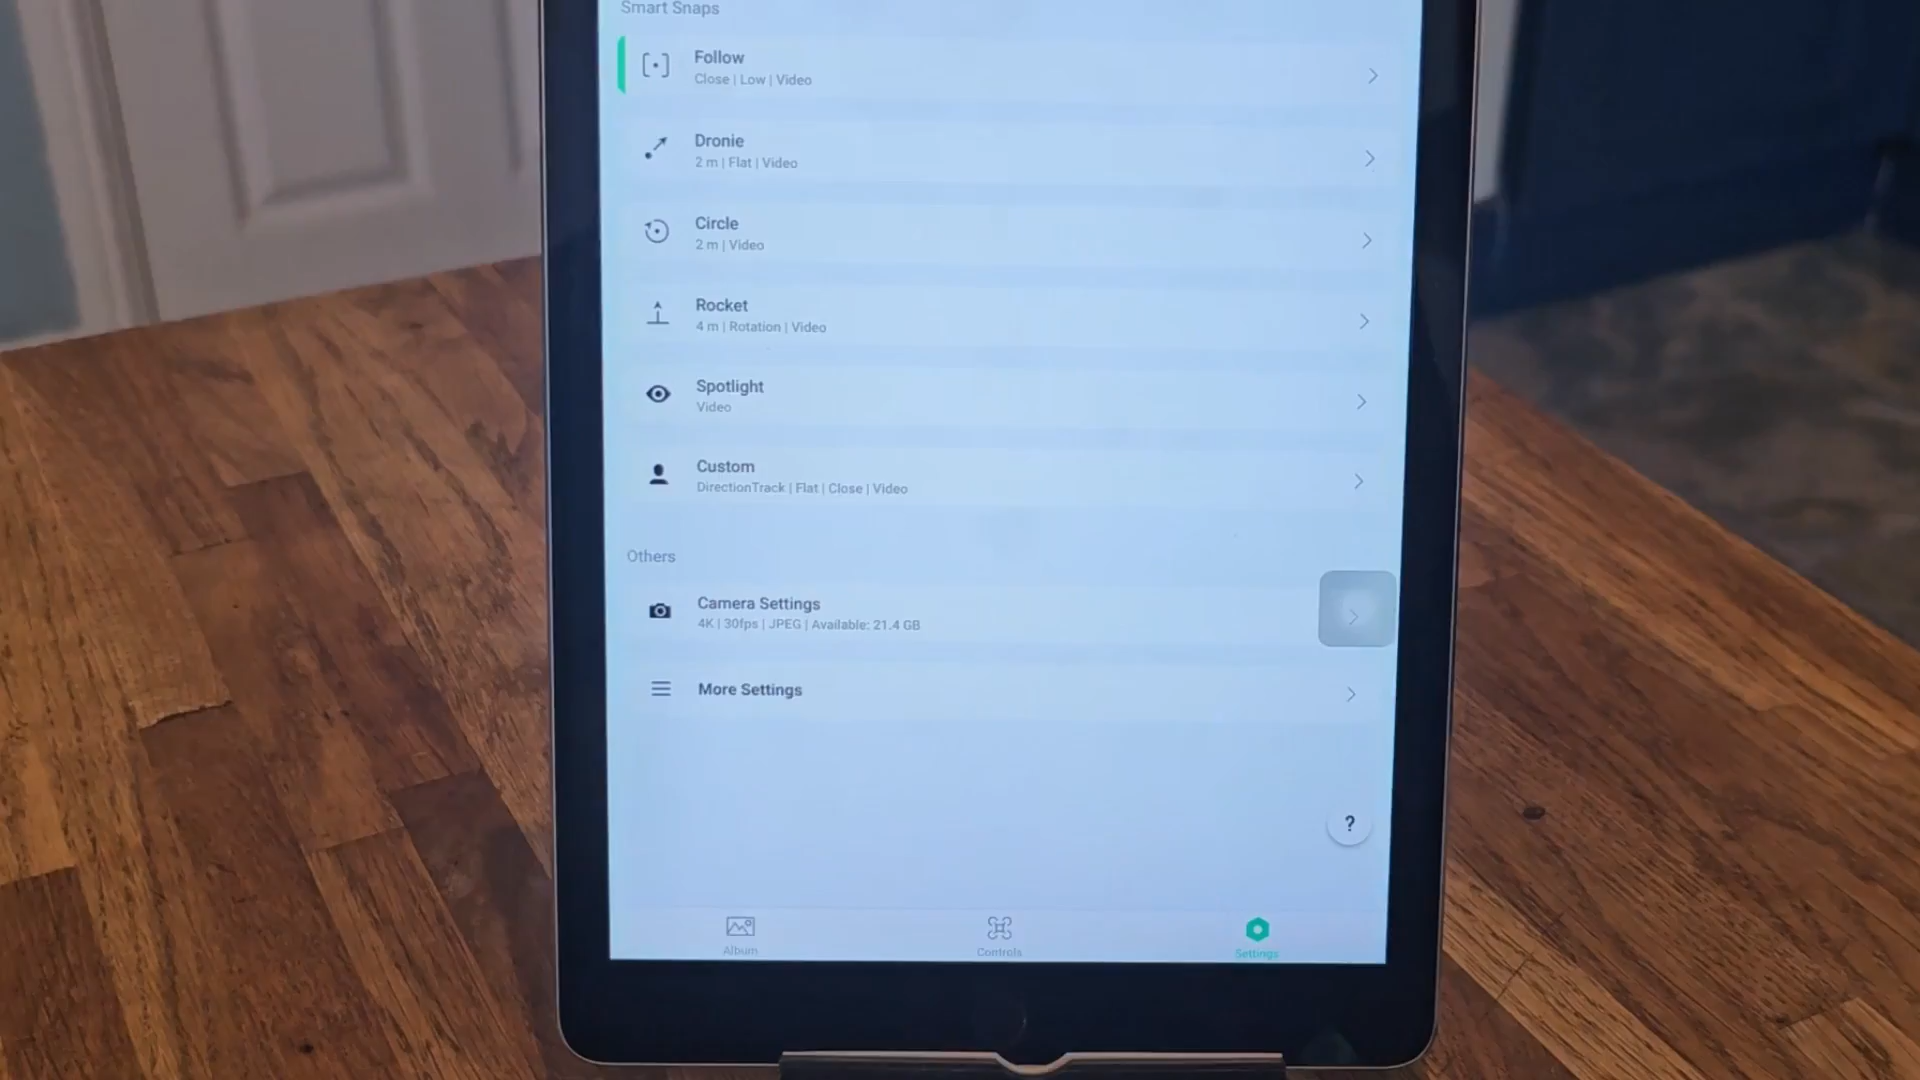 Smart Snaps
Follow
Close | Low | Video
Dronie
2 m | Flat | Video
Circle
2 m | Video
Rocket
4 m | Rotation | Video
Spotlight
Video
Custom
DirectionTrack | Flat | Close | Video
Others
Camera Settings
4K | 30fps | JPEG | Available: 21.4 GB
More Settings
?
Album
Controls
Settings